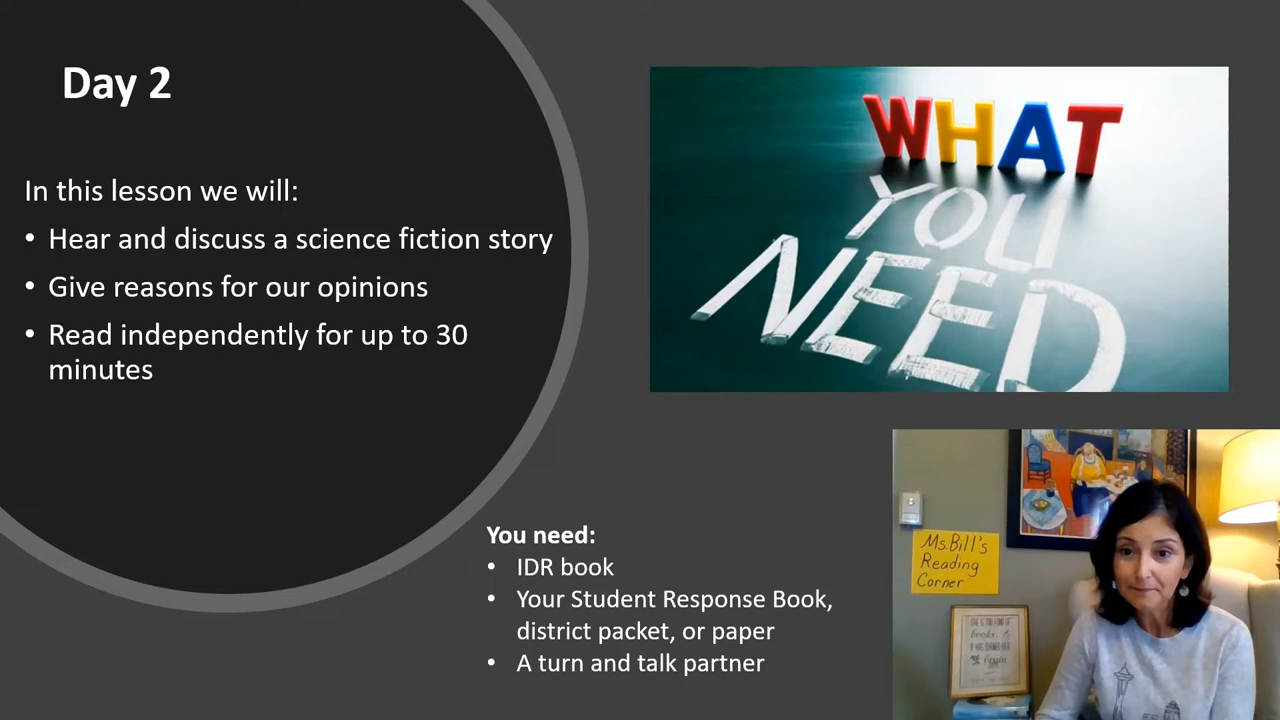 Day 2
In this lesson we will:
• Hear and discuss a science fiction story
• Give reasons for our opinions
• Read independently for up to 30
minutes
WHAT
YOU
NEED
You need:
• IDR book
• Your Student Response Book,
district packet, or paper
• A turn and talk partner
Ms Bill's
Reading
Corner
books
brain